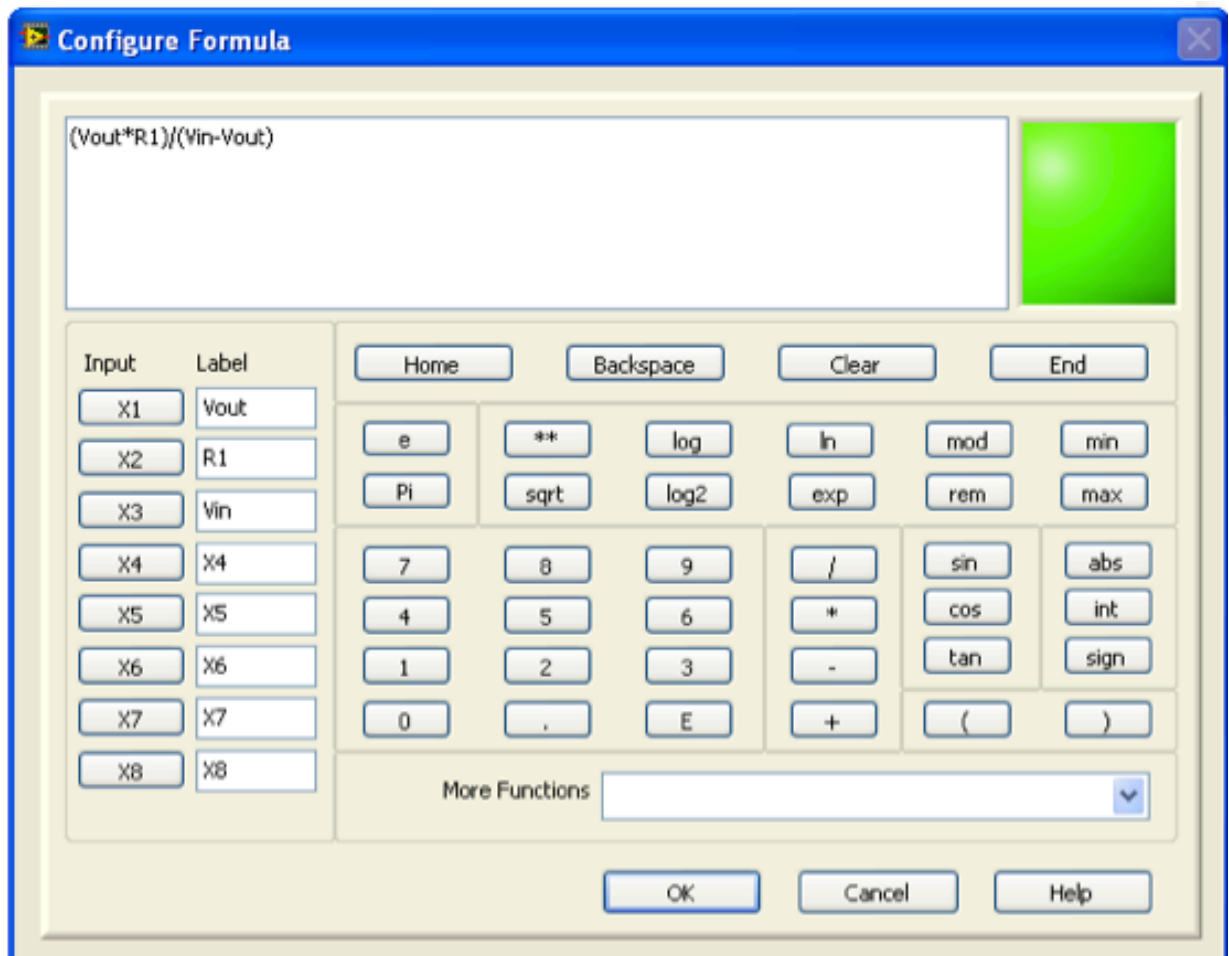 Configure Formula
(Vout*R1)/(Vin-Vout)
Input Label
Home Backspace Clear End
X1 Vout
X2 R1
X3 Vin
X4 X4
X5 X5
X6 X6
X7 X7
X8 X8
e ** log ln mod min
Pi sqrt log2 exp rem max
7 8 9 / sin abs
4 5 6 * cos int
1 2 3 - tan sign
0 . E + ( )
More Functions
OK Cancel Help